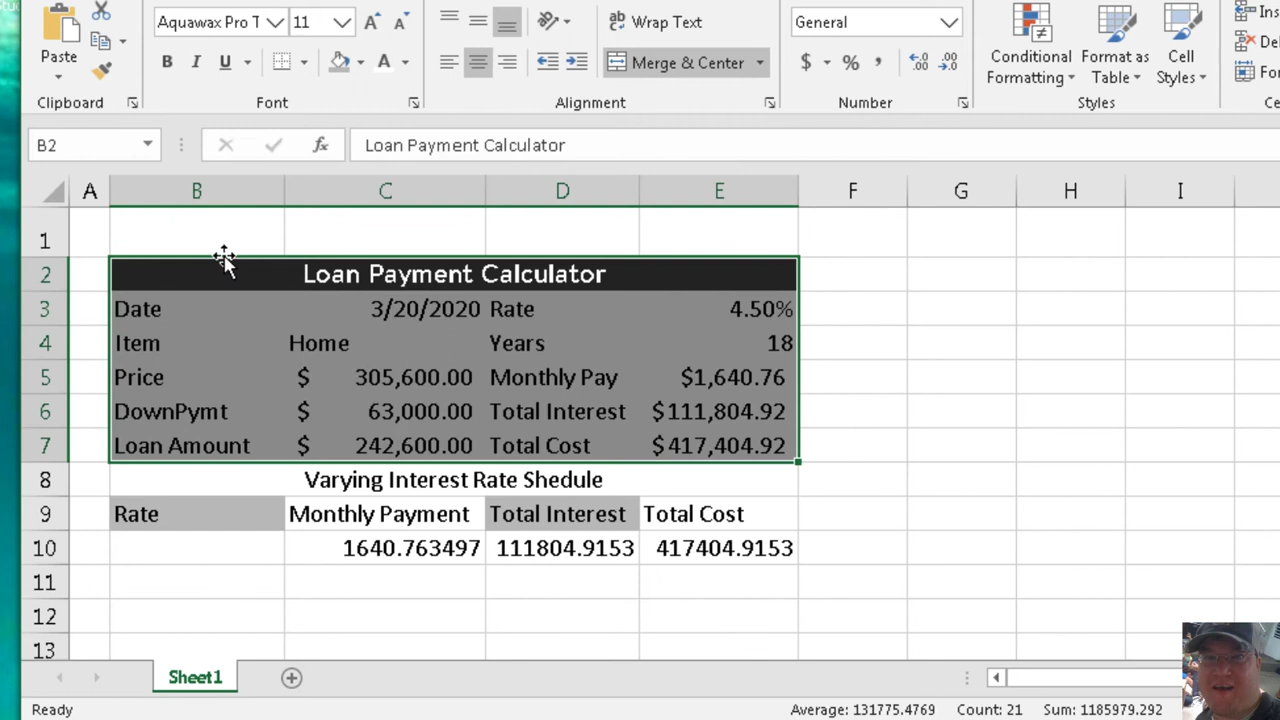 Aquawax Pro T 11 A A Wrap Text General Ins
Paste B I U A Merge & Center $ % , .00 Conditional Formatting Format as Table Cell Styles Del
Clipboard Font Alignment Number Styles
B2 fx Loan Payment Calculator
A B C D E F G H I
1
2 Loan Payment Calculator
3 Date 3/20/2020 Rate 4.50%
4 Item Home Years 18
5 Price $ 305,600.00 Monthly Pay $1,640.76
6 DownPymt $ 63,000.00 Total Interest $111,804.92
7 Loan Amount $ 242,600.00 Total Cost $417,404.92
8 Varying Interest Rate Shedule
9 Rate Monthly Payment Total Interest Total Cost
10 1640.763497 111804.9153 417404.9153
11
12
13
Sheet1
Ready Average: 131775.4769 Count: 21 Sum: 1185979.292